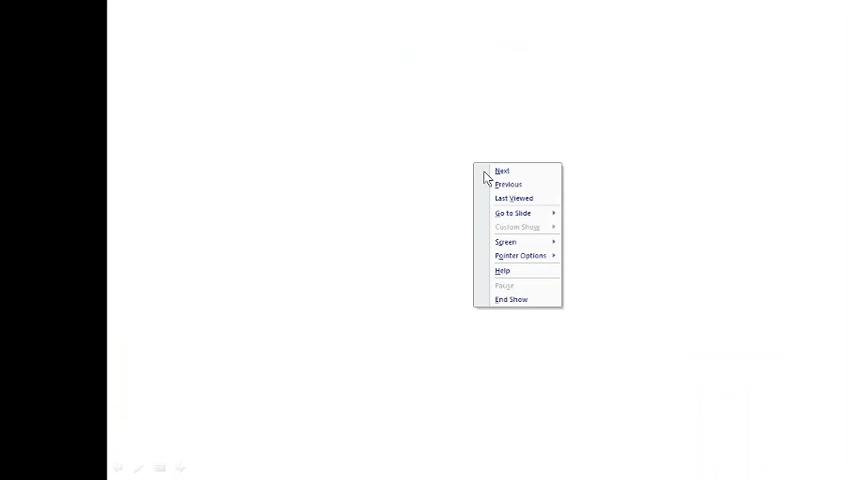 Next
Previous
Last Viewed
Go to Slide
Custom Show
Screen
Pointer Options
Help
Pause
End Show